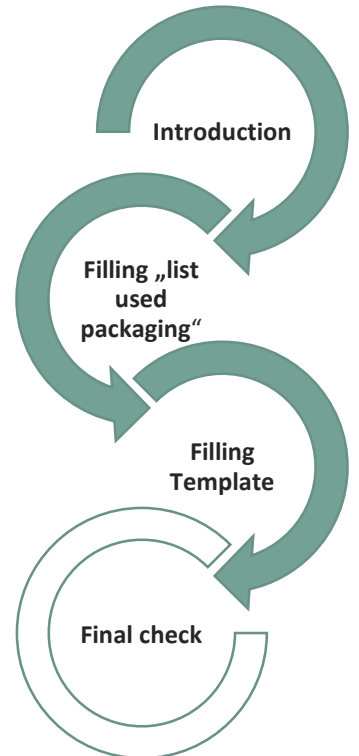 Introduction
Filling „list
used
packaging“
Filling
Template
Final check